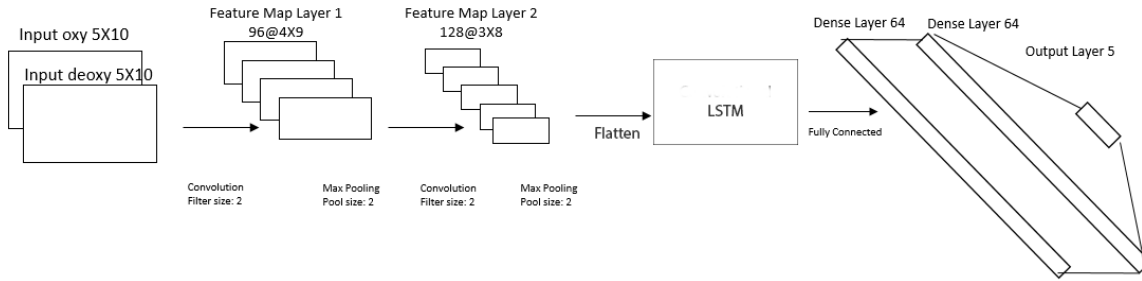 Input oxy 5X10
Input deoxy 5X10
Feature Map Layer 1
96@4X9
Convolution
Filter size: 2
Max Pooling
Pool size: 2
Feature Map Layer 2
128@3X8
Convolution
Filter size: 2
Max Pooling
Pool size: 2
Flatten
LSTM
Fully Connected
Dense Layer 64
Dense Layer 64
Output Layer 5